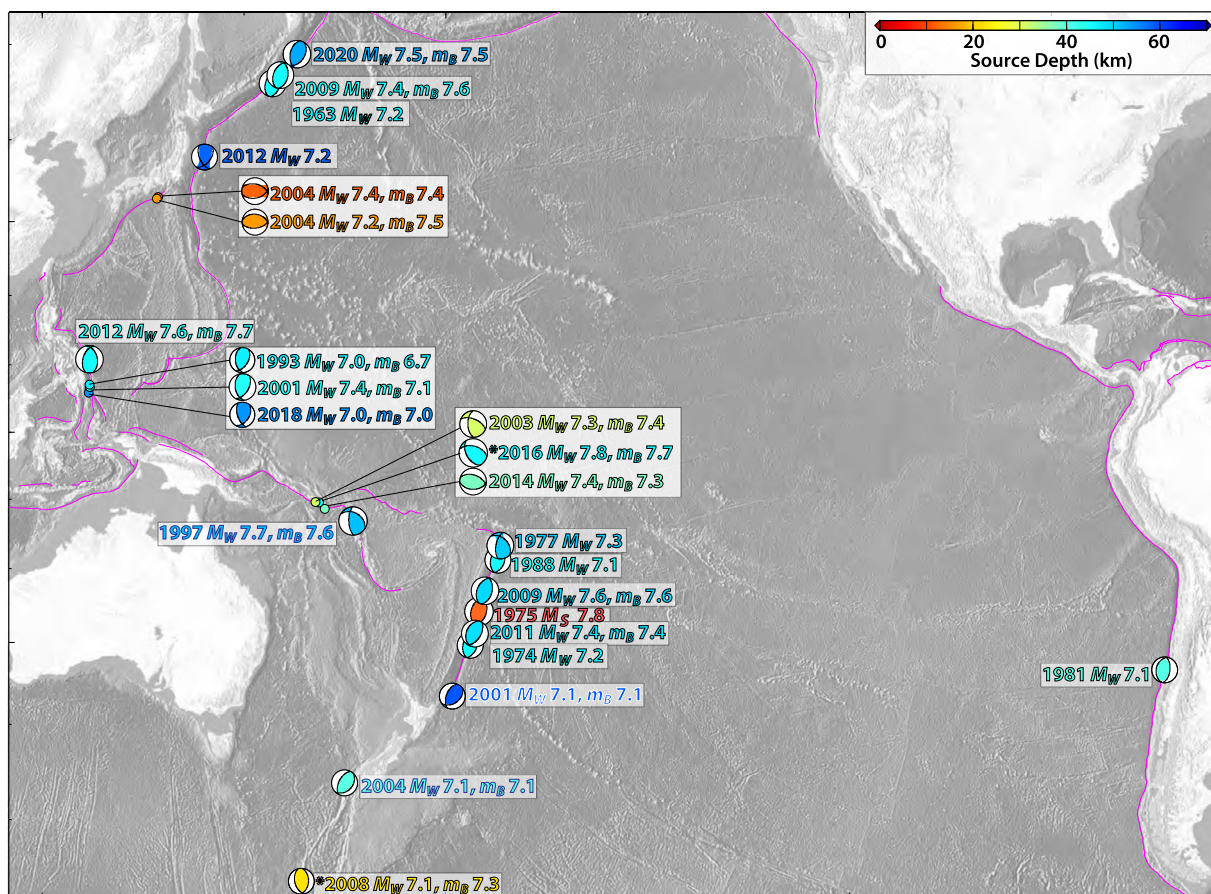 0 20 40 60
Source Depth (km)
2020 MW 7.5, mB 7.5
2009 MW 7.4, mB 7.6
1963 MW 7.2
2012 MW 7.2
2004 MW 7.4, mB 7.4
2004 MW 7.2, mB 7.5
2012 MW 7.6, mB 7.7
1993 MW 7.0, mB 6.7
2001 MW 7.4, mB 7.1
2018 MW 7.0, mB 7.0
2003 MW 7.3, mB 7.4
*2016 MW 7.8, mB 7.7
2014 MW 7.4, mB 7.3
1997 MW 7.7, mB 7.6
1977 MW 7.3
1988 MW 7.1
2009 MW 7.6, mB 7.6
1975 MS 7.8
2011 MW 7.4, mB 7.4
1974 MW 7.2
1981 MW 7.1
2001 MW 7.1, mB 7.1
2004 MW 7.1, mB 7.1
*2008 MW 7.1, mB 7.3